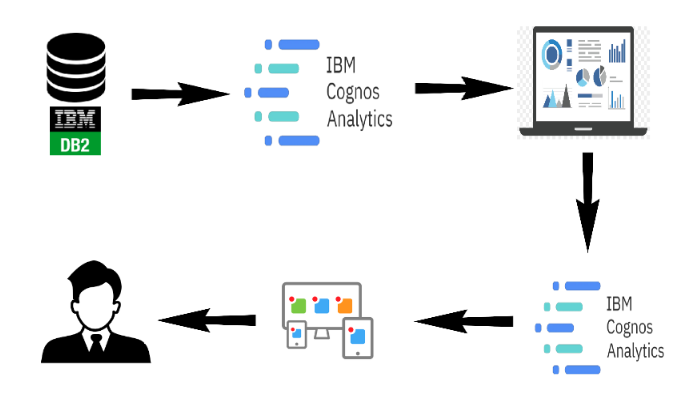 IBM
DB2
IBM
Cognos
Analytics
IBM
Cognos
Analytics